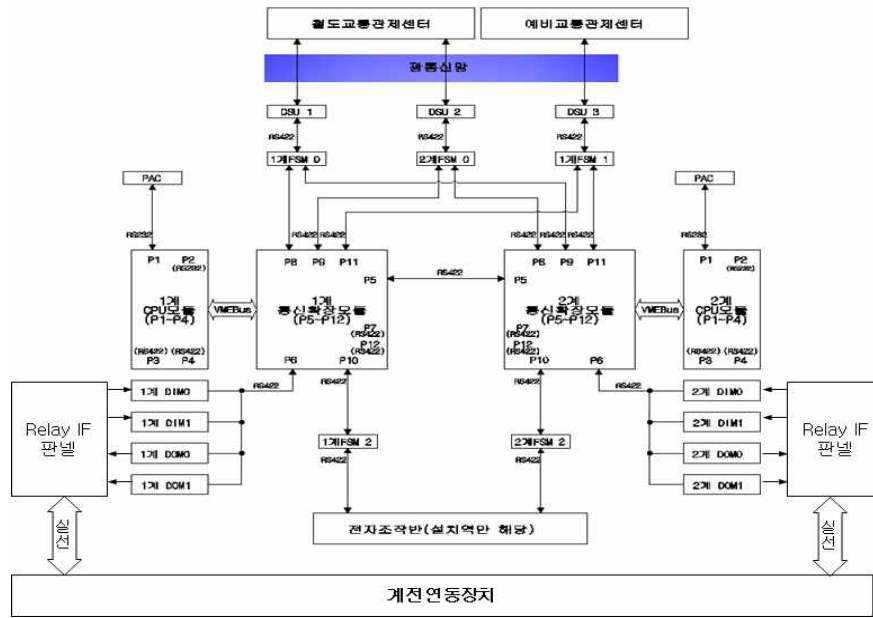 철도교통관제센터 예비교통관제센터
광통신망
DSU 1 DSU 2 DSU 3
RS422 RS422 RS422
1계FSM 0 2계FSM 0 1계FSM 1
PAC PAC
RS232 RS422 RS422 RS422 RS422 RS422 RS422 RS232
P1 P2 P8 P9 P11 P8 P9 P11 P1 P2
(RS232) (RS232)
P5 RS422 P5
1계 1계 2계 2계
CPU모듈 VMEBus 통신확장모듈 통신확장모듈 VMEBus CPU모듈
(P1~P4) (P5~P12) (P5~P12) (P1~P4)
P7 P7
(RS422) (RS422)
P12 P12
(RS422) (RS422) (RS422) (RS422) (RS422) (RS422)
P3 P4 P6 P10 P10 P6 P3 P4
RS422 RS422 RS422 RS422
1계 DIM0 2계 DIM0
Relay IF 1계 DIM1 2계 DIM1 Relay IF
판넬 판넬
1계FSM 2 2계FSM 2
1계 DOM0 2계 DOM0
RS422 RS422
1계 DOM1 2계 DOM1
실선 전자조작반(설치역만 해당) 실선
계전연동장치